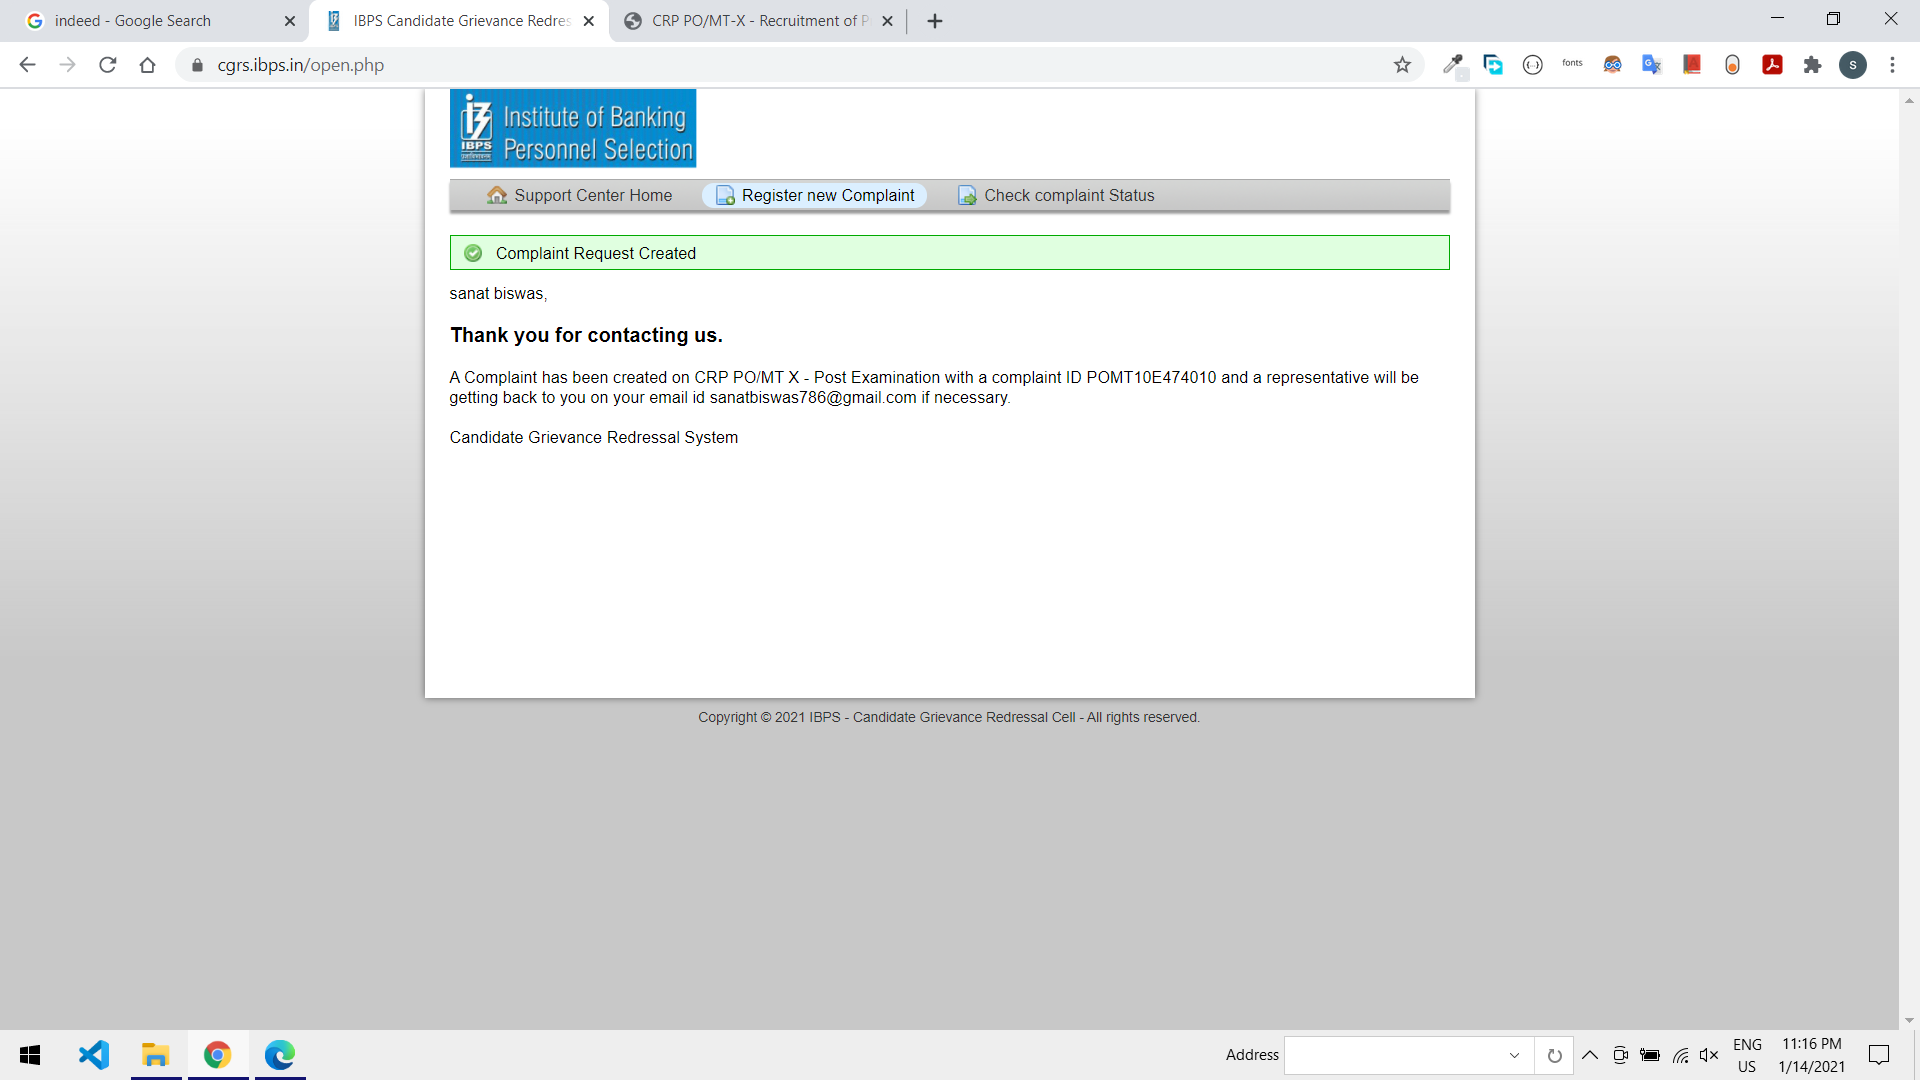 indeed - Google Search
IBPS Candidate Grievance Redres
CRP PO/MT-X - Recruitment of P
cgrs.ibps.in/open.php
fonts
S
IBPS
Institute of Banking
Personnel Selection
Support Center Home
Register new Complaint
Check complaint Status
Complaint Request Created
sanat biswas,
Thank you for contacting us.
A Complaint has been created on CRP PO/MT X - Post Examination with a complaint ID POMT10E474010 and a representative will be
getting back to you on your email id sanatbiswas786@gmail.com if necessary.
Candidate Grievance Redressal System
Copyright © 2021 IBPS - Candidate Grievance Redressal Cell - All rights reserved.
Address
ENG
US
11:16 PM
1/14/2021